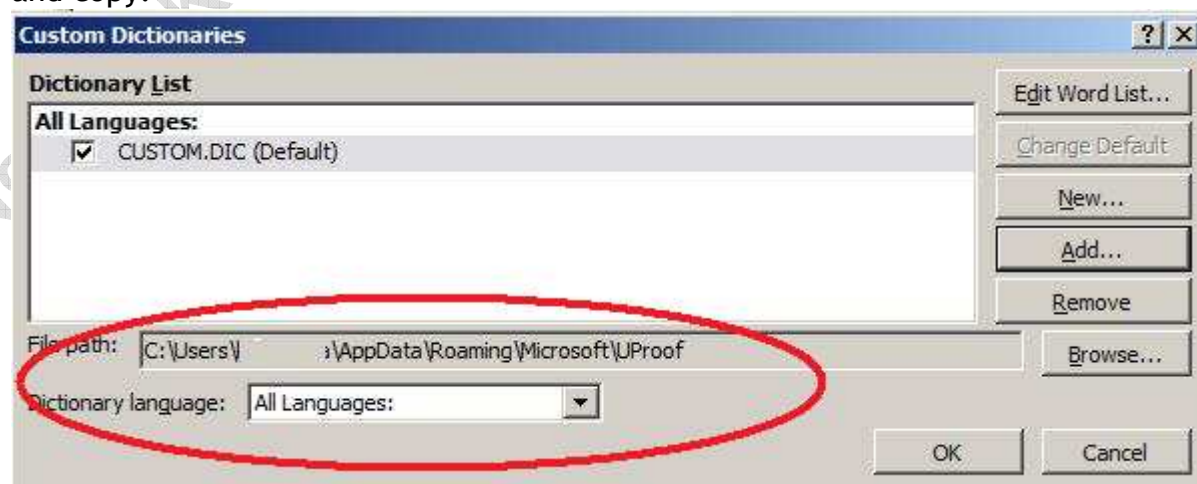 and copy.
Custom Dictionaries
Dictionary List
All Languages:
CUSTOM.DIC (Default)
Edit Word List...
Change Default
New...
Add...
Remove
File path: C:\Users\ \AppData\Roaming\Microsoft\UProof
Browse...
Dictionary language: All Languages:
OK Cancel